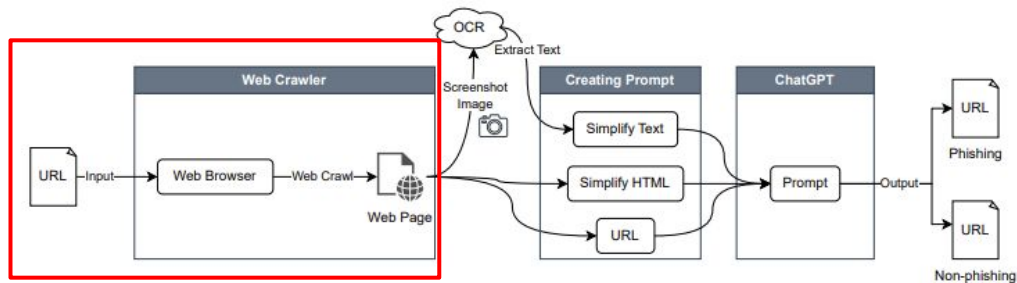 OCR
Extract Text
Web Crawler
Creating Prompt
ChatGPT
Screenshot
Image
Simplify Text
URL
Phishing
URL
Input
Web Browser
Web Crawl
Web Page
Simplify HTML
Prompt
Output
URL
URL
Non-phishing